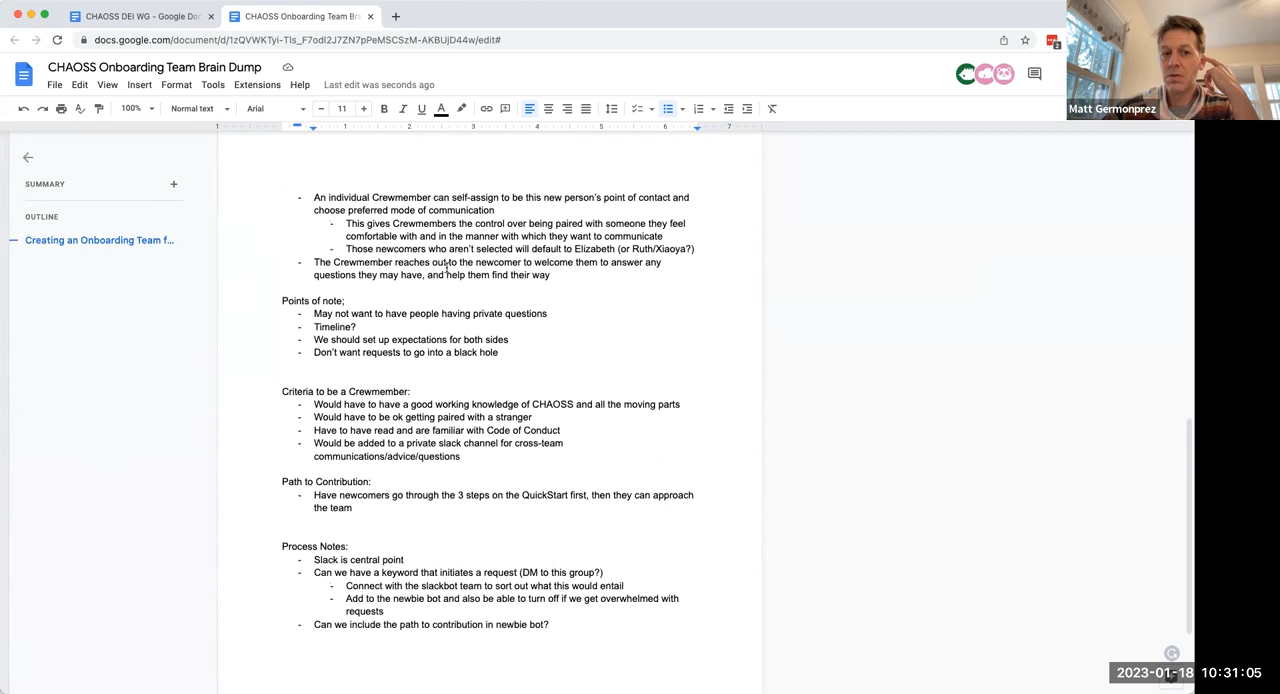 CHAOSS DEI WG - Google Doc
CHAOSS Onboarding Team Bra
docs.google.com/document/d/1zQVWKTyi-TIs_F7odI2J7ZN7pPeMSCSzM-AKBUjD44w/edit#
2
CHAOSS Onboarding Team Brain Dump
File Edit View Insert Format Tools Extensions Help Last edit was seconds ago
Matt Germonprez
100% Normal text Arial 11
1 1 2 3 4 5 6 7
SUMMARY
OUTLINE
Creating an Onboarding Team f...
- An individual Crewmember can self-assign to be this new person's point of contact and
choose preferred mode of communication
- This gives Crewmembers the control over being paired with someone they feel
comfortable with and in the manner with which they want to communicate
- Those newcomers who aren't selected will default to Elizabeth (or Ruth/Xiaoya?)
- The Crewmember reaches out to the newcomer to welcome them to answer any
questions they may have, and help them find their way
Points of note;
- May not want to have people having private questions
- Timeline?
- We should set up expectations for both sides
- Don't want requests to go into a black hole
Criteria to be a Crewmember:
- Would have to have a good working knowledge of CHAOSS and all the moving parts
- Would have to be ok getting paired with a stranger
- Have to have read and are familiar with Code of Conduct
- Would be added to a private slack channel for cross-team
communications/advice/questions
Path to Contribution:
- Have newcomers go through the 3 steps on the QuickStart first, then they can approach
the team
Process Notes:
- Slack is central point
- Can we have a keyword that initiates a request (DM to this group?)
- Connect with the slackbot team to sort out what this would entail
- Add to the newbie bot and also be able to turn off if we get overwhelmed with
requests
- Can we include the path to contribution in newbie bot?
2023-01-18 10:31:05